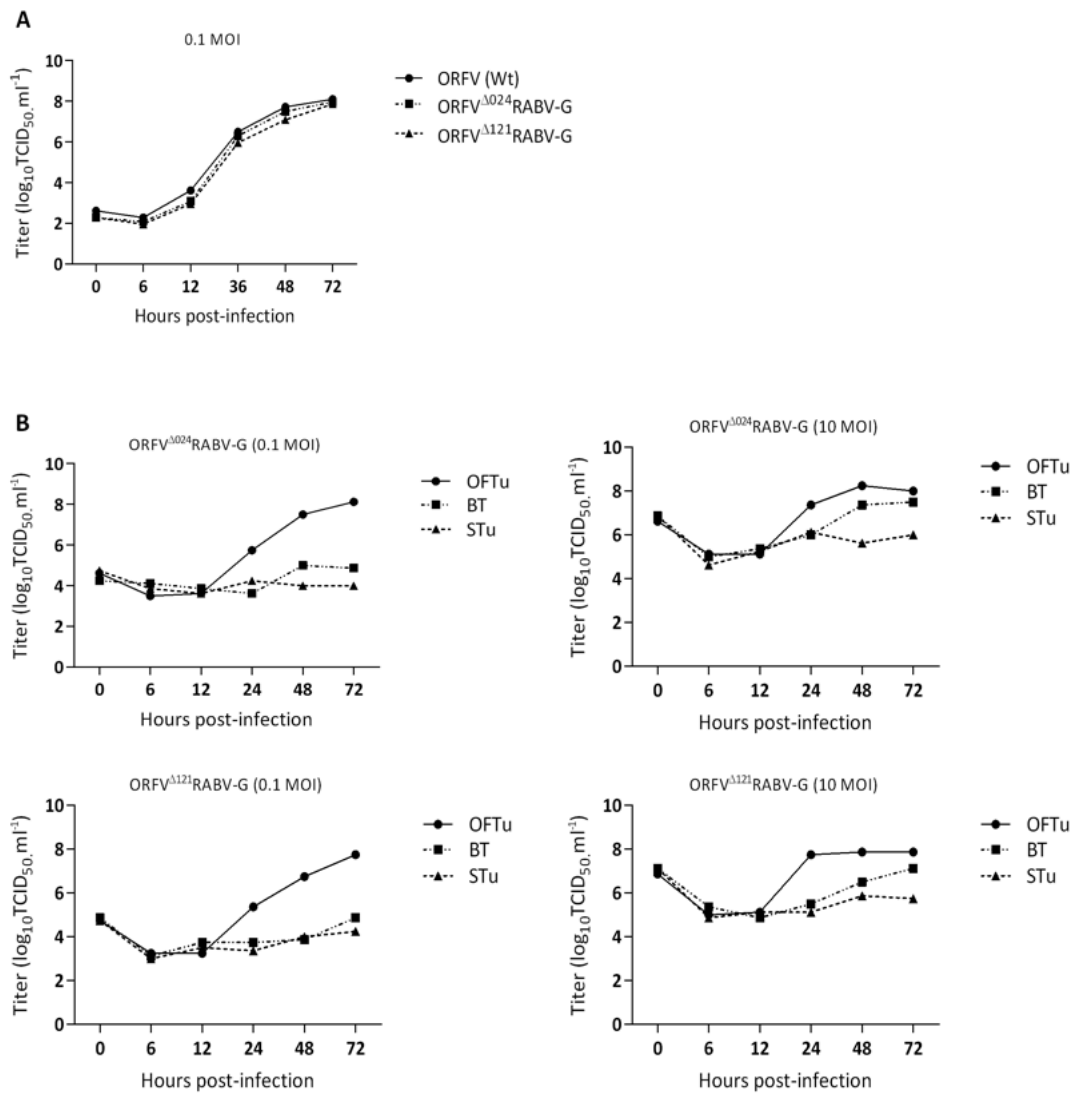 A
0.1 MOI
Titer (log10TCID50.ml-1)
10
8
6
4
2
0
0 6 12 36 48 72
Hours post-infection
ORFV (Wt)
ORFVΔ024RABV-G
ORFVΔ121RABV-G
B
ORFVΔ024RABV-G (0.1 MOI)
Titer (log10TCID50.ml-1)
10
8
6
4
2
0
0 6 12 24 48 72
Hours post-infection
OFTu
BT
STu
ORFVΔ024RABV-G (10 MOI)
Titer (log10TCID50.ml-1)
10
8
6
4
2
0
0 6 12 24 48 72
Hours post-infection
OFTu
BT
STu
ORFVΔ121RABV-G (0.1 MOI)
Titer (log10TCID50.ml-1)
10
8
6
4
2
0
0 6 12 24 48 72
Hours post-infection
OFTu
BT
STu
ORFVΔ121RABV-G (10 MOI)
Titer (log10TCID50.ml-1)
10
8
6
4
2
0
0 6 12 24 48 72
Hours post-infection
OFTu
BT
STu